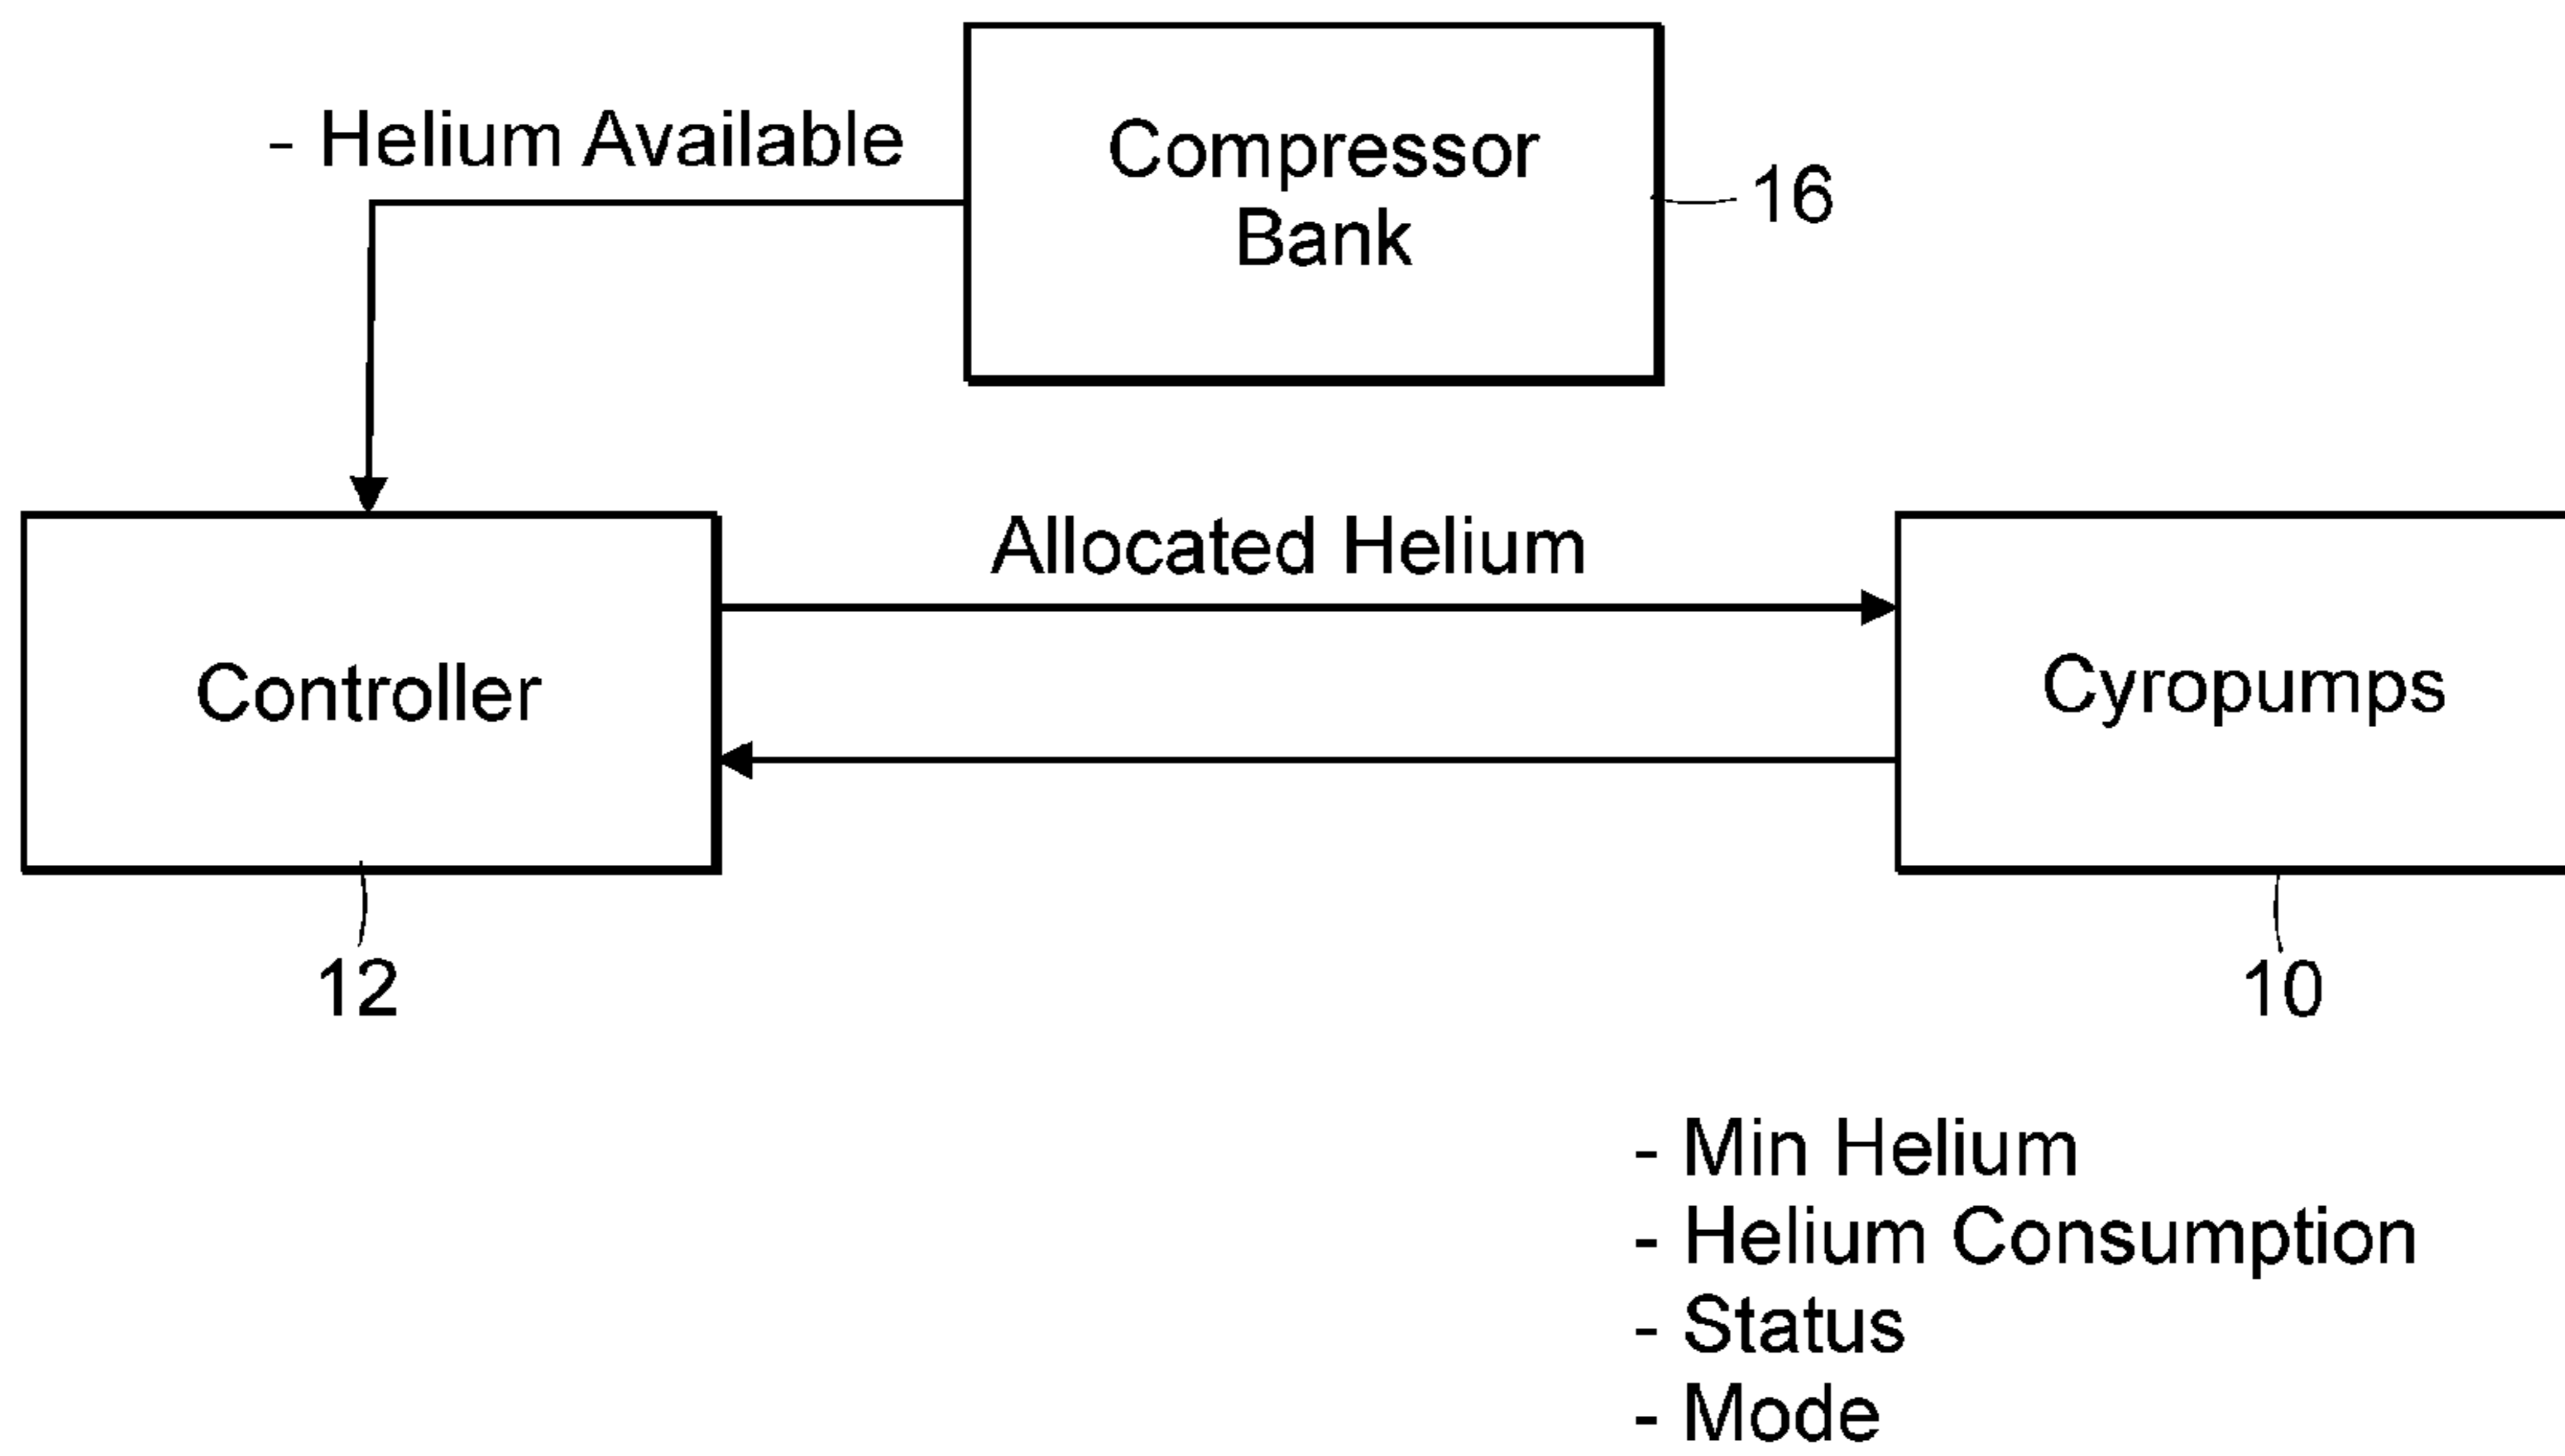 - Helium Available
Compressor
Bank
16
Allocated Helium
Controller
Cyropumps
12
10
- Min Helium
- Helium Consumption
- Status
- Mode